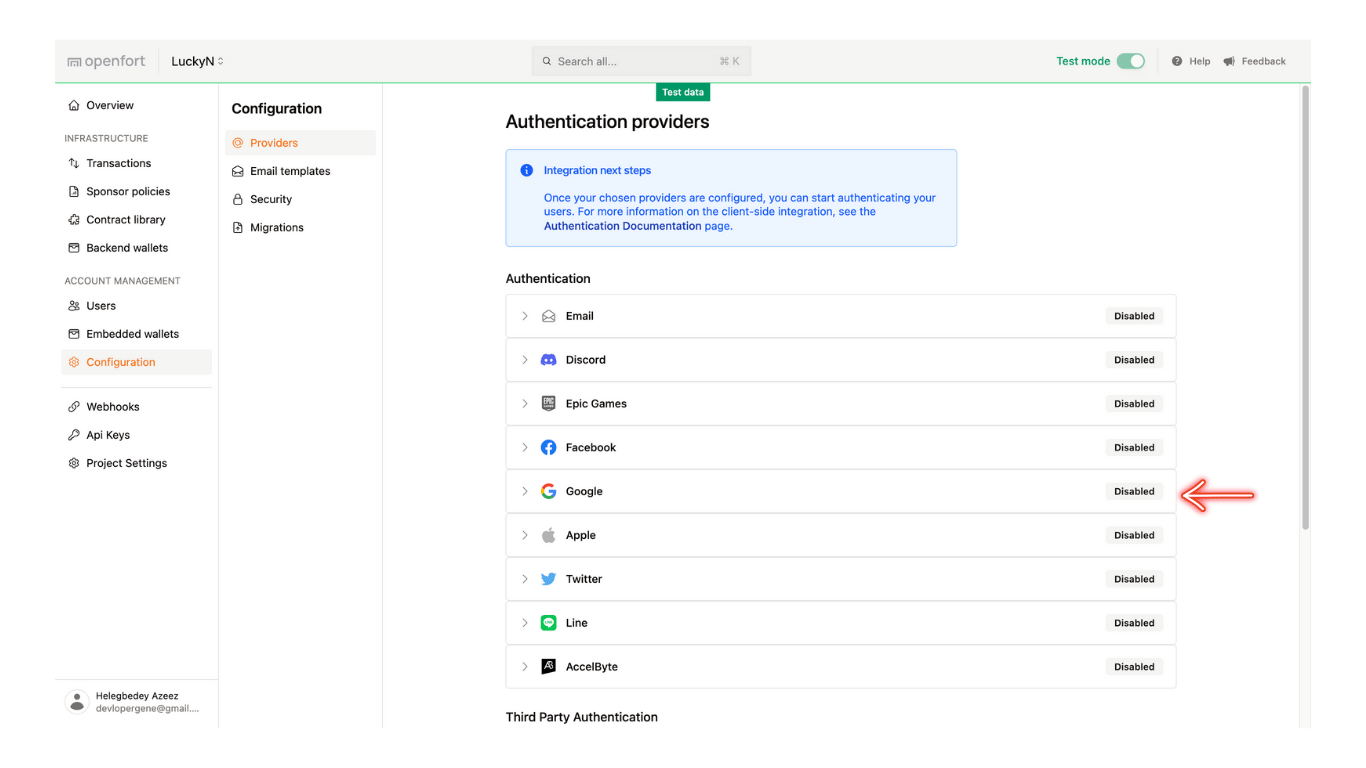 openfort
LuckyN
Search all...
⌘ K
Test mode
Help
Feedback
Test data
Overview
INFRASTRUCTURE
Transactions
Sponsor policies
Contract library
Backend wallets
ACCOUNT MANAGEMENT
Users
Embedded wallets
Configuration
Webhooks
Api Keys
Project Settings
Helegbedey Azeez
devlopergene@gmail....
Configuration
Providers
Email templates
Security
Migrations
Authentication providers
Integration next steps
Once your chosen providers are configured, you can start authenticating your
users. For more information on the client-side integration, see the
Authentication Documentation page.
Authentication
Email Disabled
Discord Disabled
Epic Games Disabled
Facebook Disabled
Google Disabled
Apple Disabled
Twitter Disabled
Line Disabled
AccelByte Disabled
Third Party Authentication